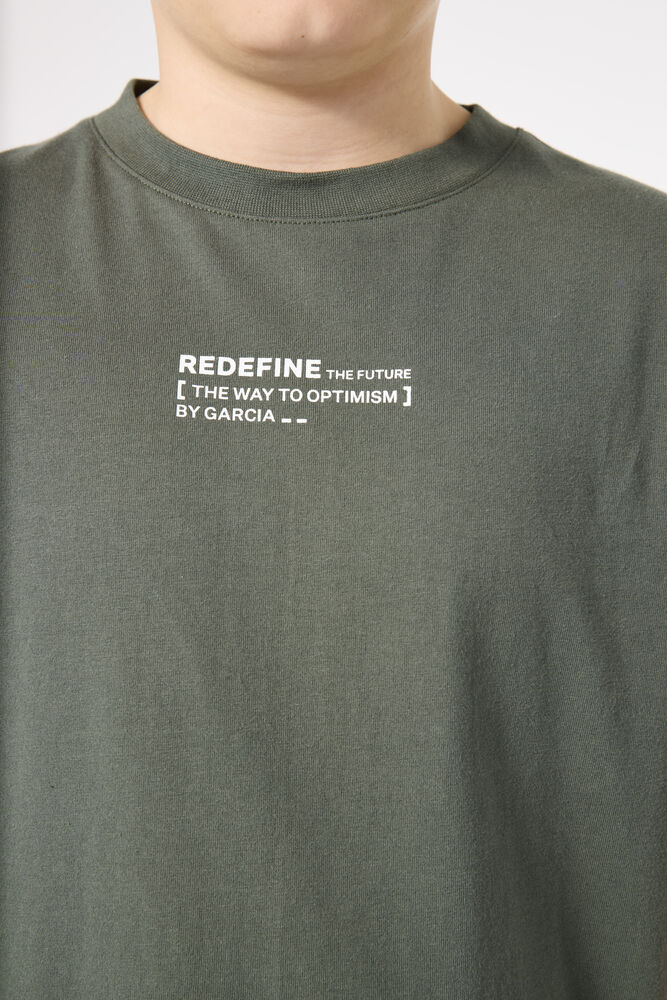 REDEFINE THE FUTURE
[ THE WAY TO OPTIMISM ]
BY GARCIA _ _